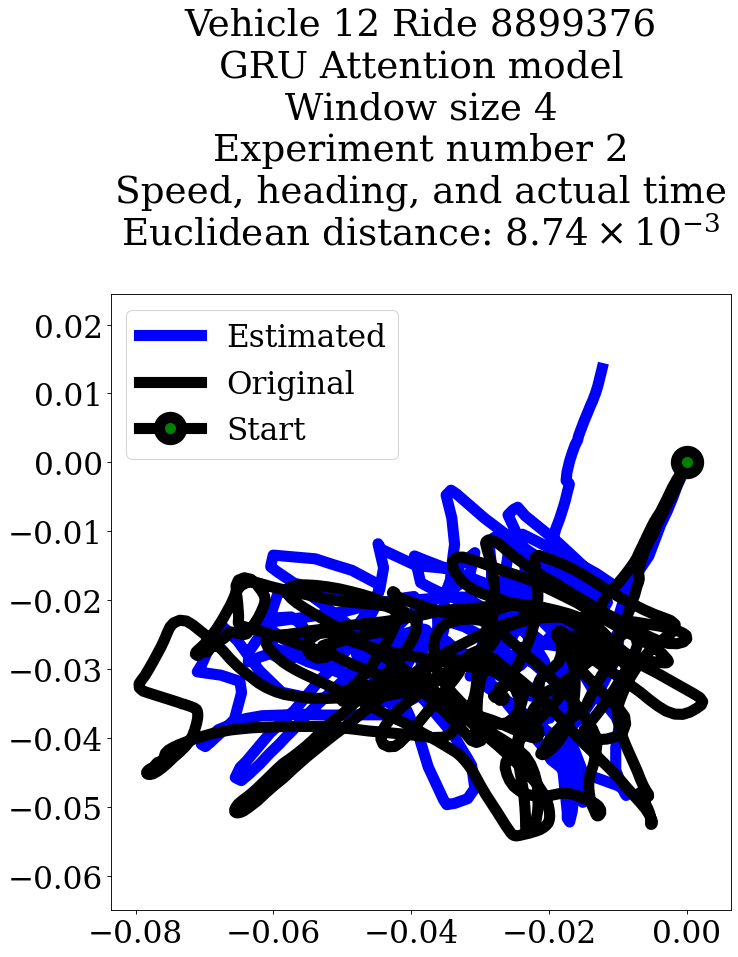 Vehicle 12 Ride 8899376
GRU Attention model
Window size 4
Experiment number 2
Speed, heading, and actual time
Euclidean distance: 8.74 × 10⁻³
Estimated
Original
Start
0.02
0.01
0.00
−0.01
−0.02
−0.03
−0.04
−0.05
−0.06
−0.08 −0.06 −0.04 −0.02 0.00